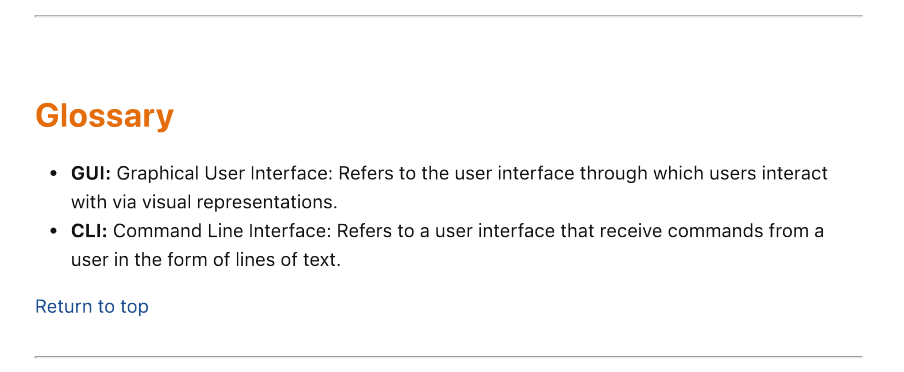 Glossary
• GUI: Graphical User Interface: Refers to the user interface through which users interact
with via visual representations.
• CLI: Command Line Interface: Refers to a user interface that receive commands from a
user in the form of lines of text.
Return to top